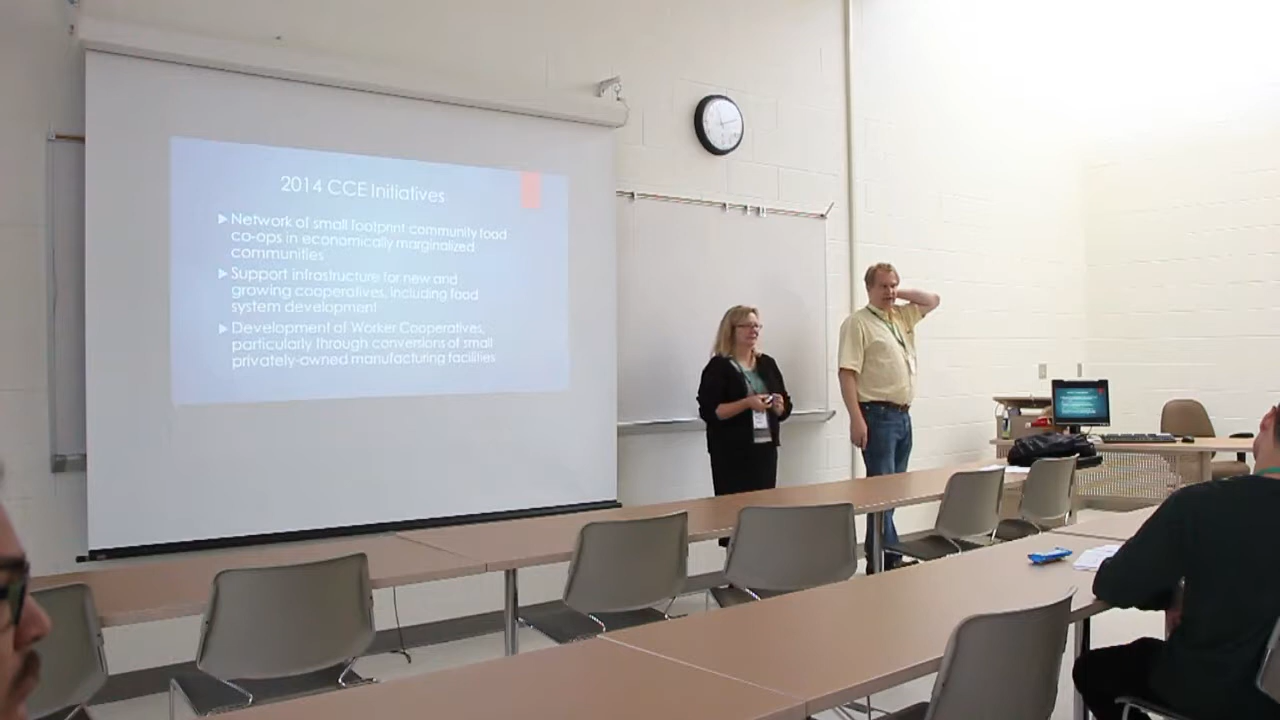 2014 CCE Initiatives
Network of small footprint community food
co-ops in economically marginalized
communities
Support infrastructure for new and
growing cooperatives, including food
system development
Development of Worker Cooperatives,
particularly through conversions of small
privately-owned manufacturing facilities